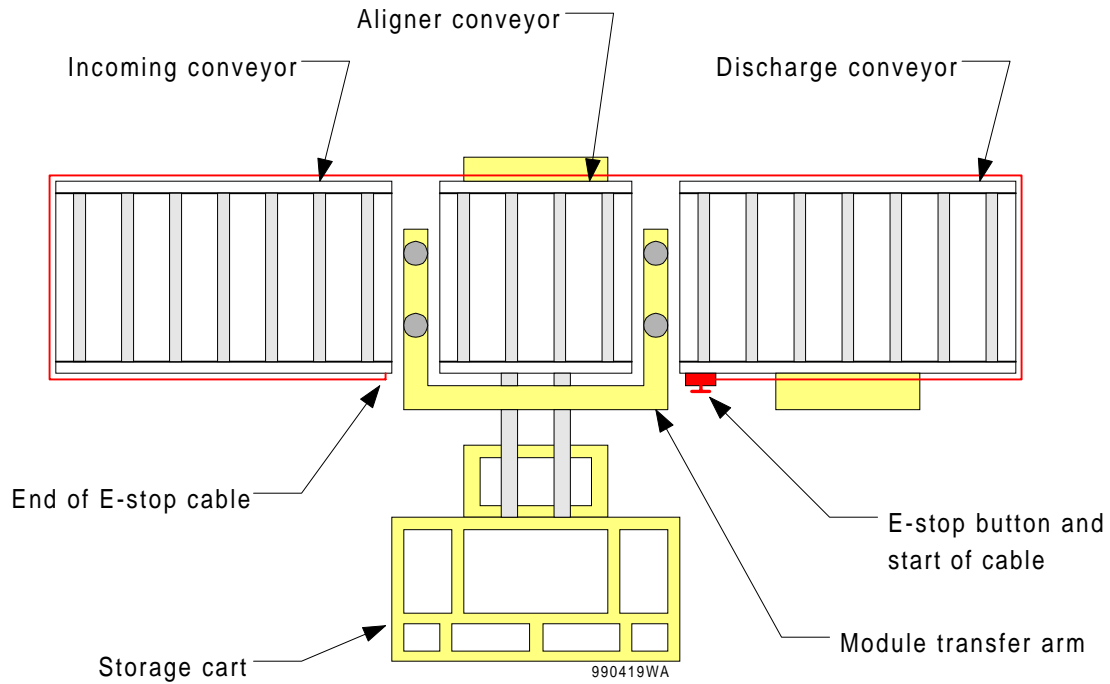 Aligner conveyor
Incoming conveyor
Discharge conveyor
End of E-stop cable
E-stop button and
start of cable
Module transfer arm
Storage cart
990419WA